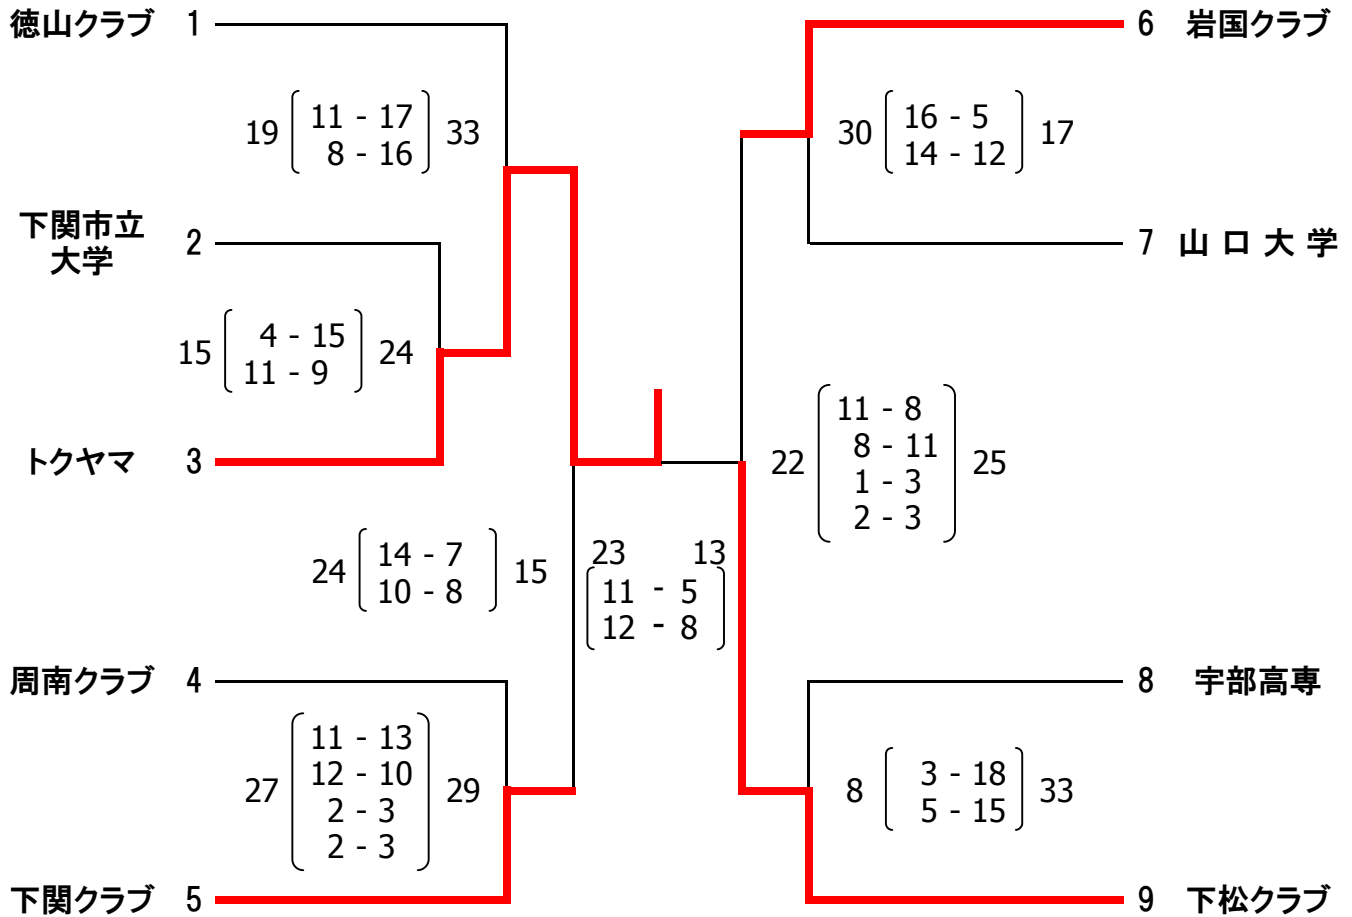 徳山クラブ 1
19 11 - 17 33
8 - 16
下関市立
大学
2
15 4 - 15 24
11 - 9
トクヤマ 3
24 14 - 7 15
10 - 8
周南クラブ 4
27 11 - 13 29
12 - 10
2 - 3
2 - 3
下関クラブ 5
23 13
11 - 5
12 - 8
6 岩国クラブ
30 16 - 5 17
14 - 12
7 山口大学
22 11 - 8 25
8 - 11
1 - 3
2 - 3
8 宇部高専
8 3 - 18 33
5 - 15
9 下松クラブ